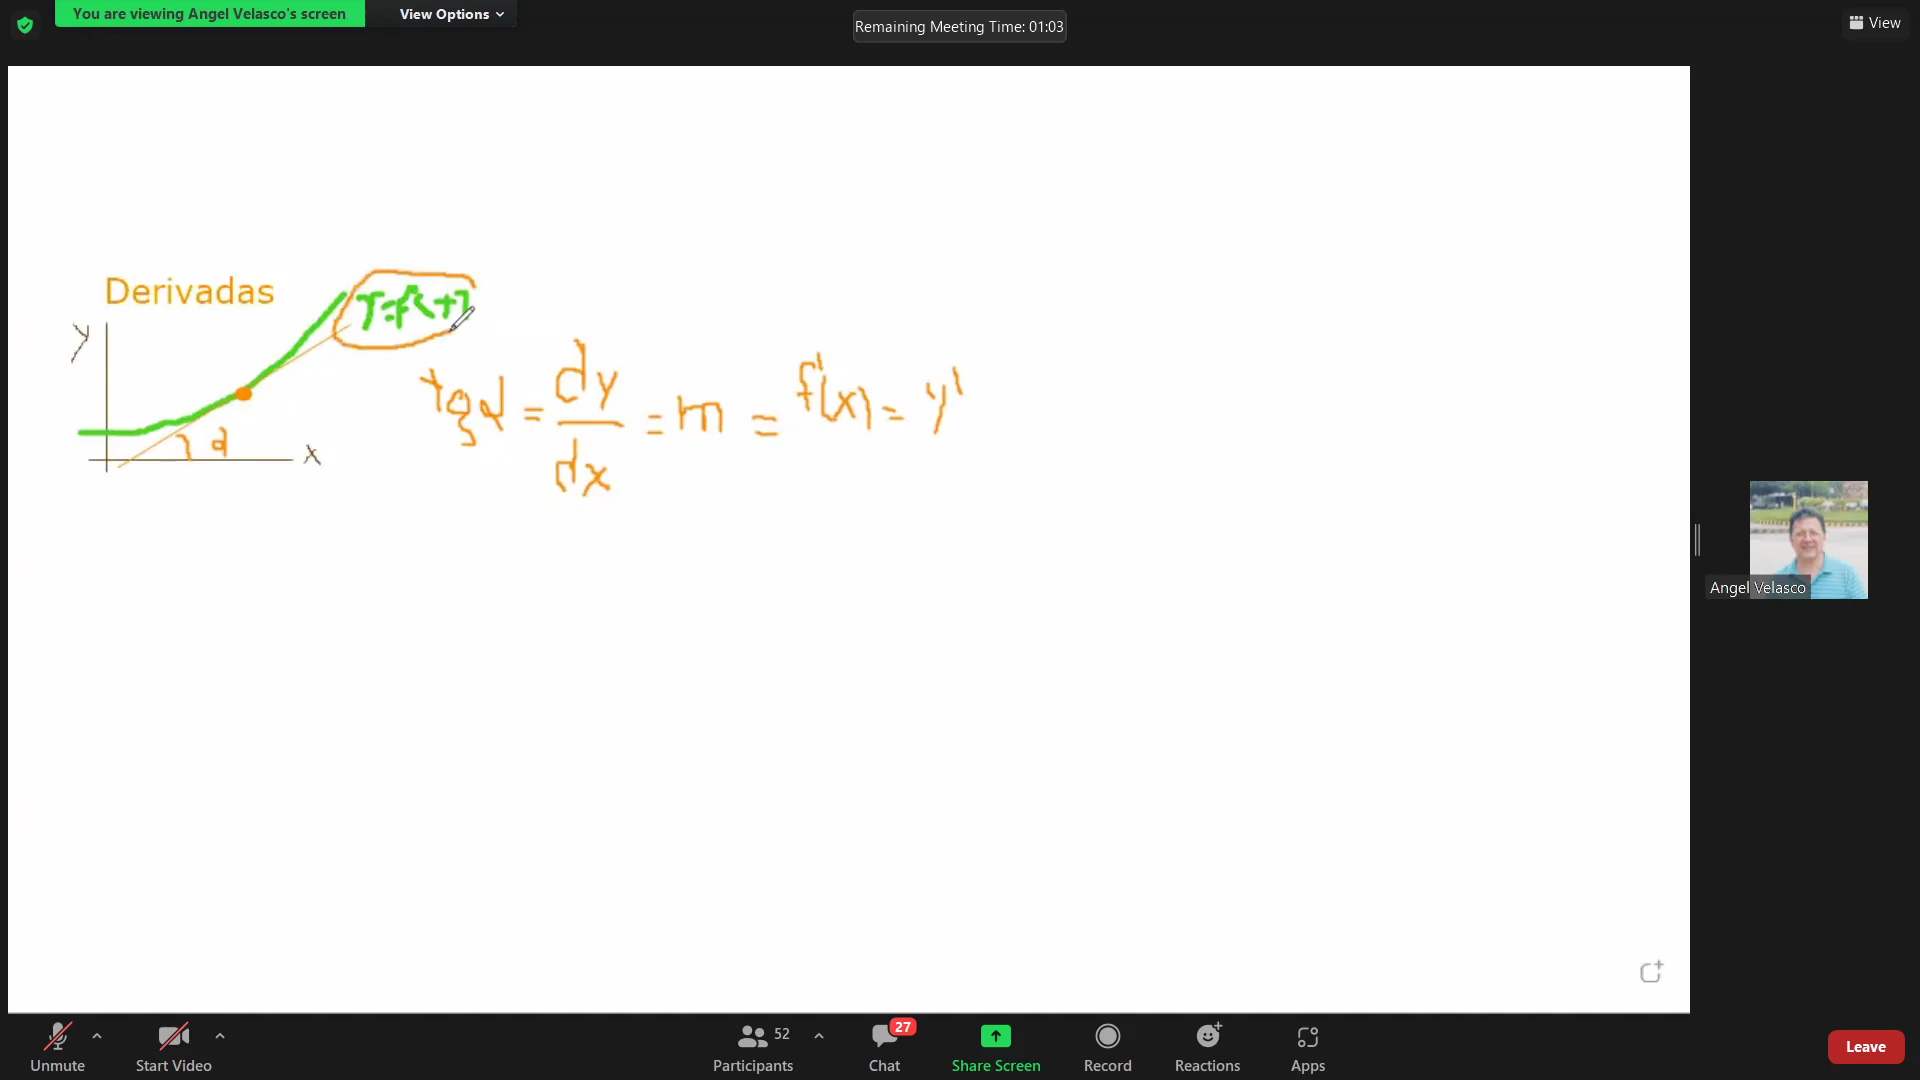 You are viewing Angel Velasco's screen
View Options
Remaining Meeting Time: 01:03
View
Derivadas
y
x
α
tgα = dy/dx = m = f'(x) = y'
Angel Velasco
Unmute
Start Video
52
Participants
27
Chat
Share Screen
Record
Reactions
Apps
Leave